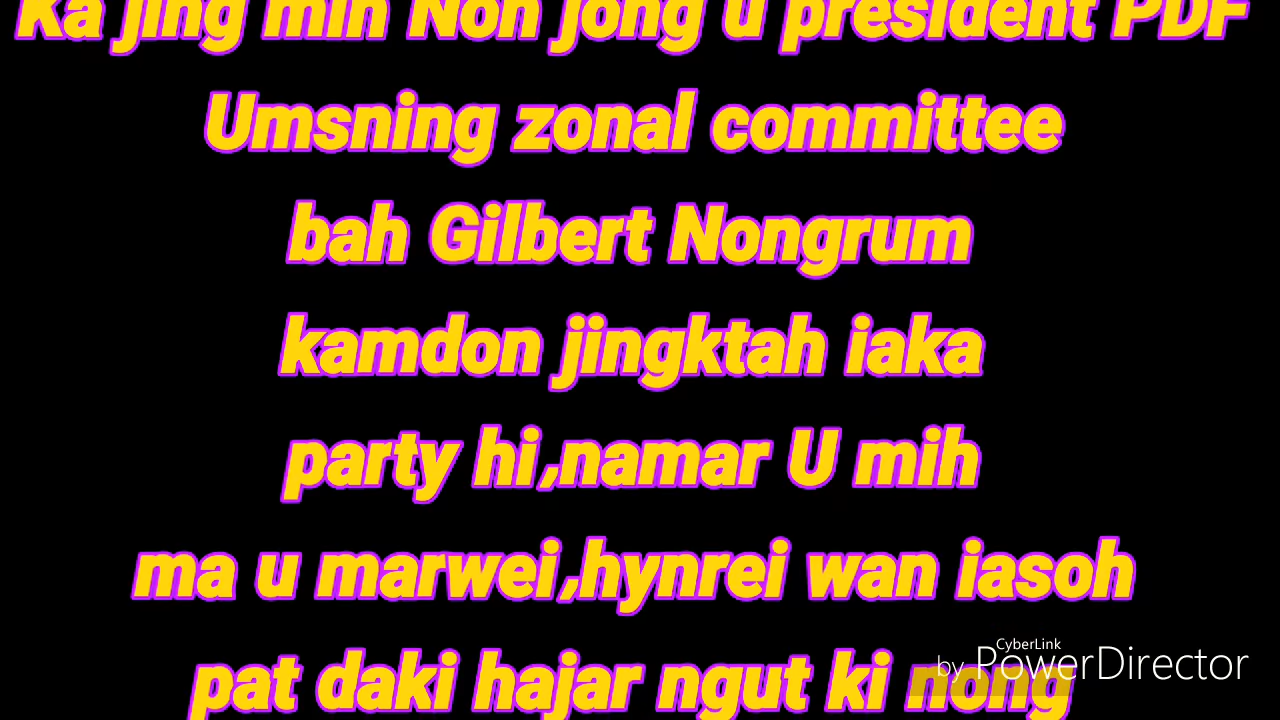 Ka jing mih Noh jong u president PDF
Umsning zonal committee
bah Gilbert Nongrum
kamdon jingktah iaka
party hi,namar U mih
ma u marwei,hynrei wan iasoh
pat daki hajar ngut ki nong
CyberLink
by PowerDirector